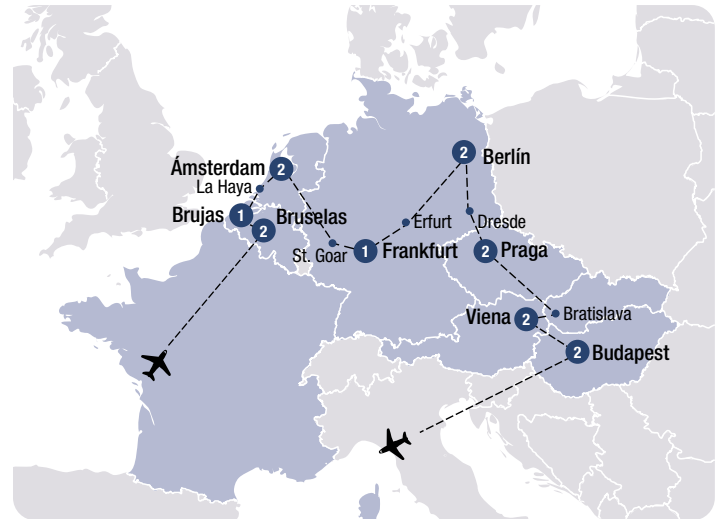 2
Berlín
Ámsterdam 2
La Haya
Brujas 1
Bruselas
2
Erfurt
Dresde
St. Goar
1 Frankfurt
2 Praga
Viena 2
Bratislava
2 Budapest